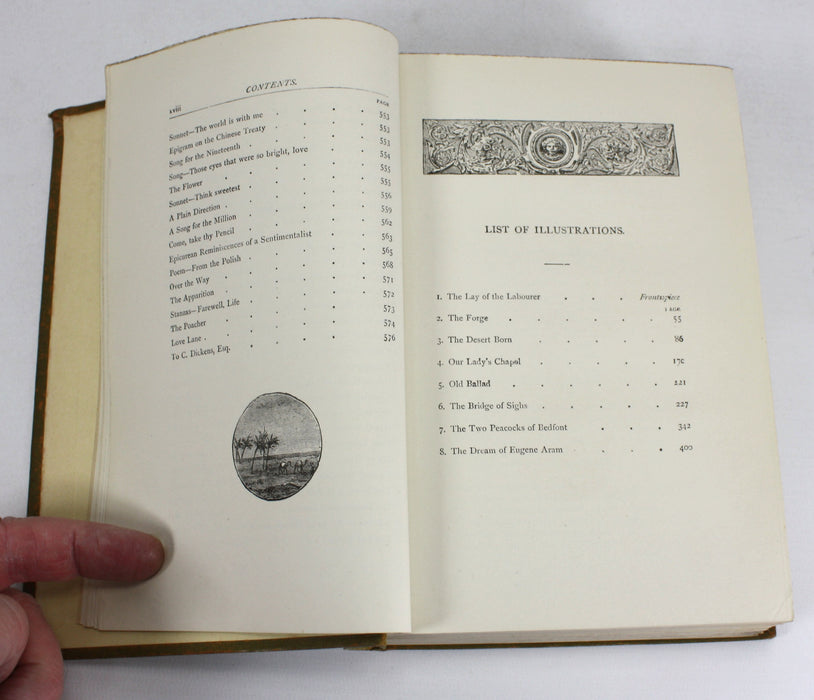 xviii CONTENTS.
PAGE
Sonnet—The world is with me . . . . 553
Epigram on the Chinese Treaty . . . . 553
Song for the Nineteenth . . . . 553
Song—Those eyes that were so bright, love . . . 554
The Flower . . . . 555
Sonnet—Think sweetest . . . . 555
A Plain Direction . . . . 556
A Song for the Million . . . . 559
Come, take thy Pencil . . . . 562
Epicurean Reminiscences of a Sentimentalist . . 563
Poem—From the Polish . . . . 565
Over the Way . . . . 568
The Apparition . . . . 571
Stanzas—Farewell, Life . . . . 572
The Poacher . . . . 573
Love Lane . . . . 574
To C. Dickens, Esq. . . . . 576
LIST OF ILLUSTRATIONS.
1. The Lay of the Labourer . . . Frontispiece
PAGE
2. The Forge . . . . . 55
3. The Desert Born . . . . 86
4. Our Lady's Chapel . . . . 170
5. Old Ballad . . . . . 221
6. The Bridge of Sighs . . . . 227
7. The Two Peacocks of Bedfont . . . 342
8. The Dream of Eugene Aram . . . . 400